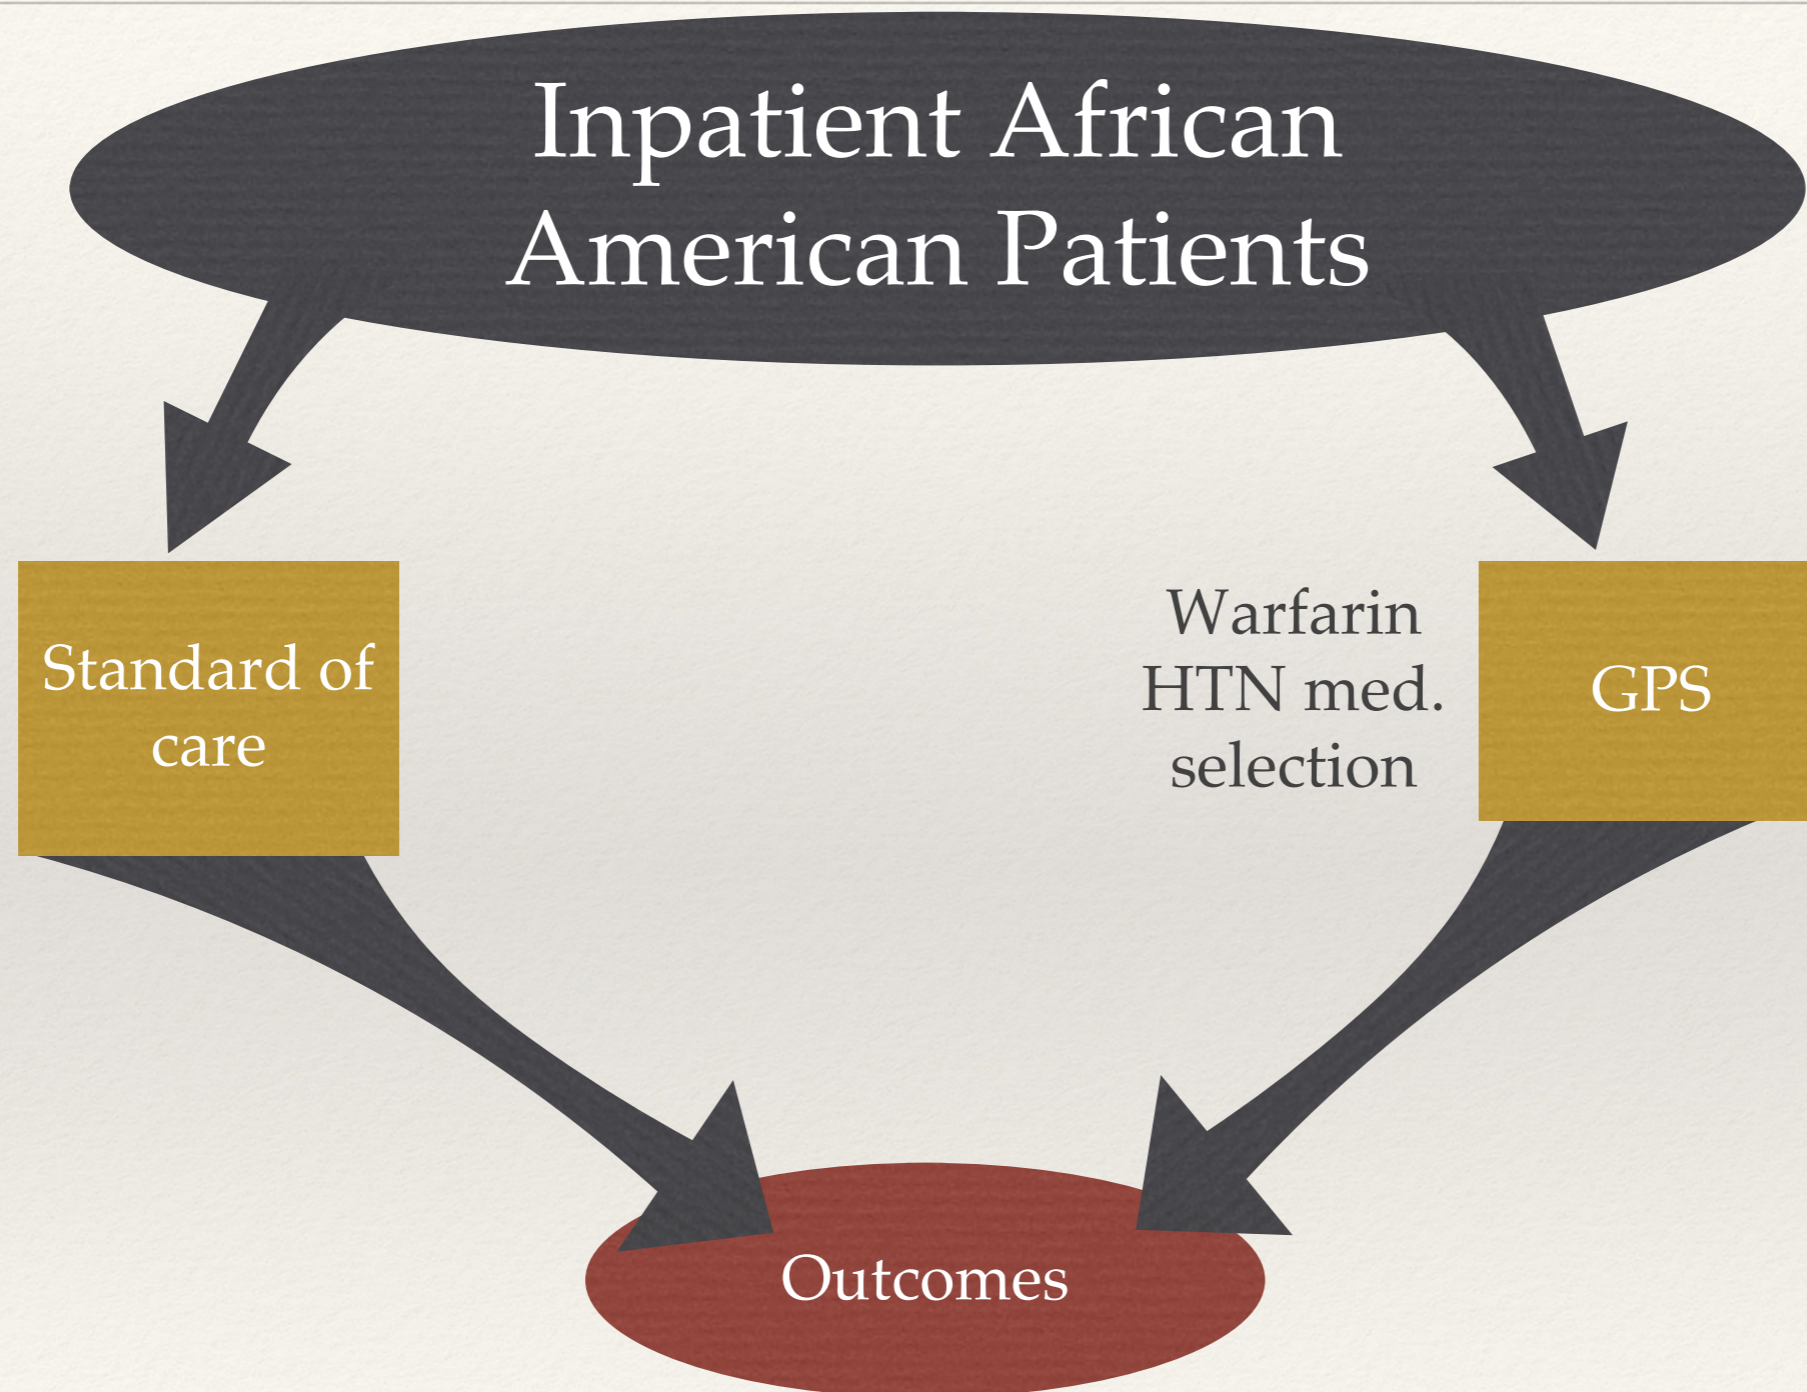 Inpatient African
American Patients
Standard of
care
Warfarin
HTN med.
selection
GPS
Outcomes